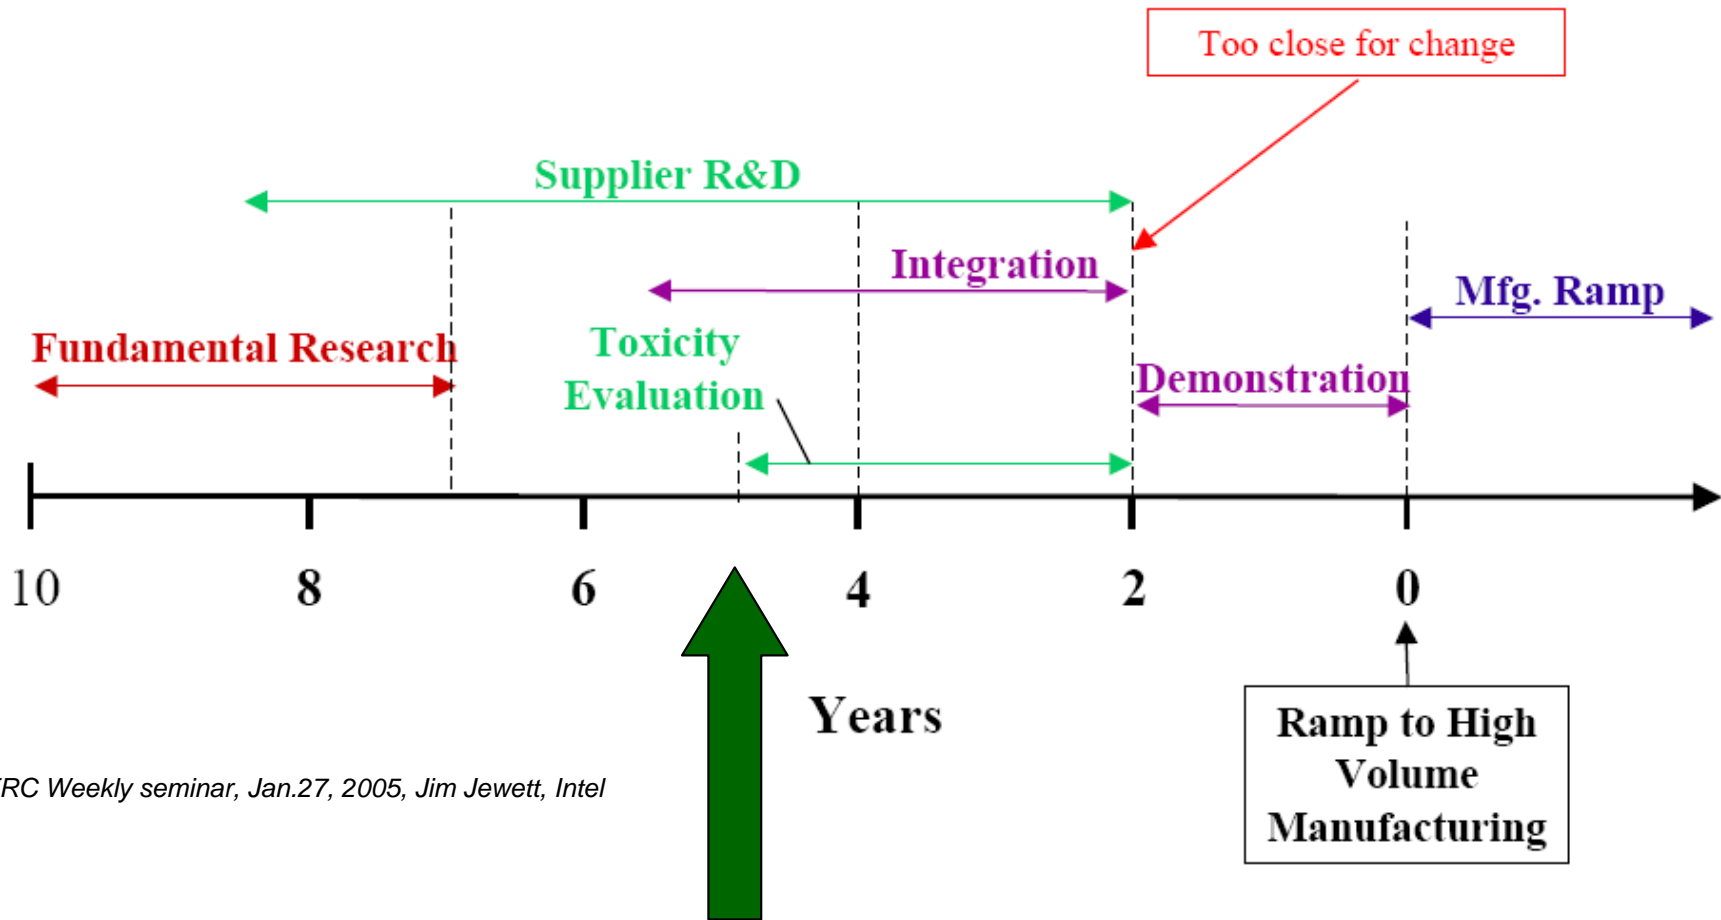 Too close for change
Supplier R&D
Integration
Mfg. Ramp
Fundamental Research
Toxicity
Evaluation
Demonstration
10 8 6 4 2 0
Years
Ramp to High
Volume
Manufacturing
RC Weekly seminar, Jan.27, 2005, Jim Jewett, Intel